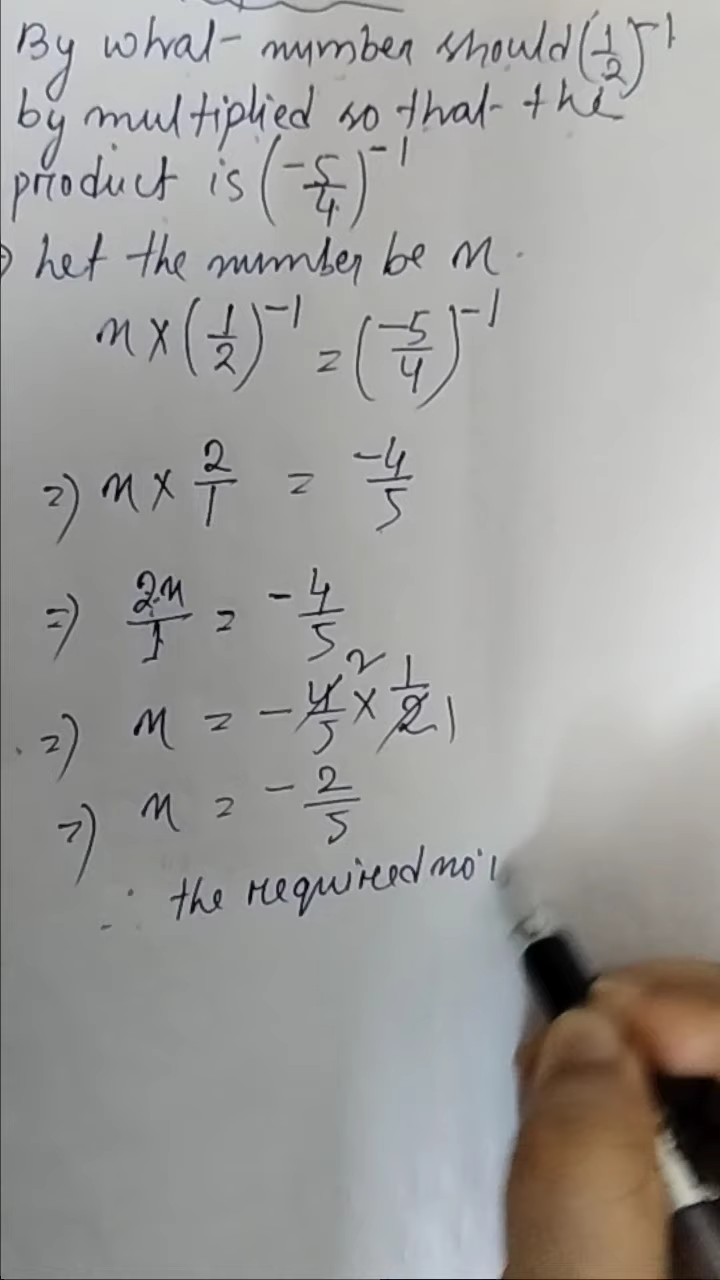 By what number should (1/2)^-1
by multiplied so that the
product is (-5/4)^-1
⇒ Let the number be x.
x × (1/2)^-1 = (-5/4)^-1
⇒) x × 2/1 = -4/5
⇒) 2x/1 = -4/5
⇒) x = -4/5 2 × 1/2 1
⇒) x = -2/5
∴ the required no i